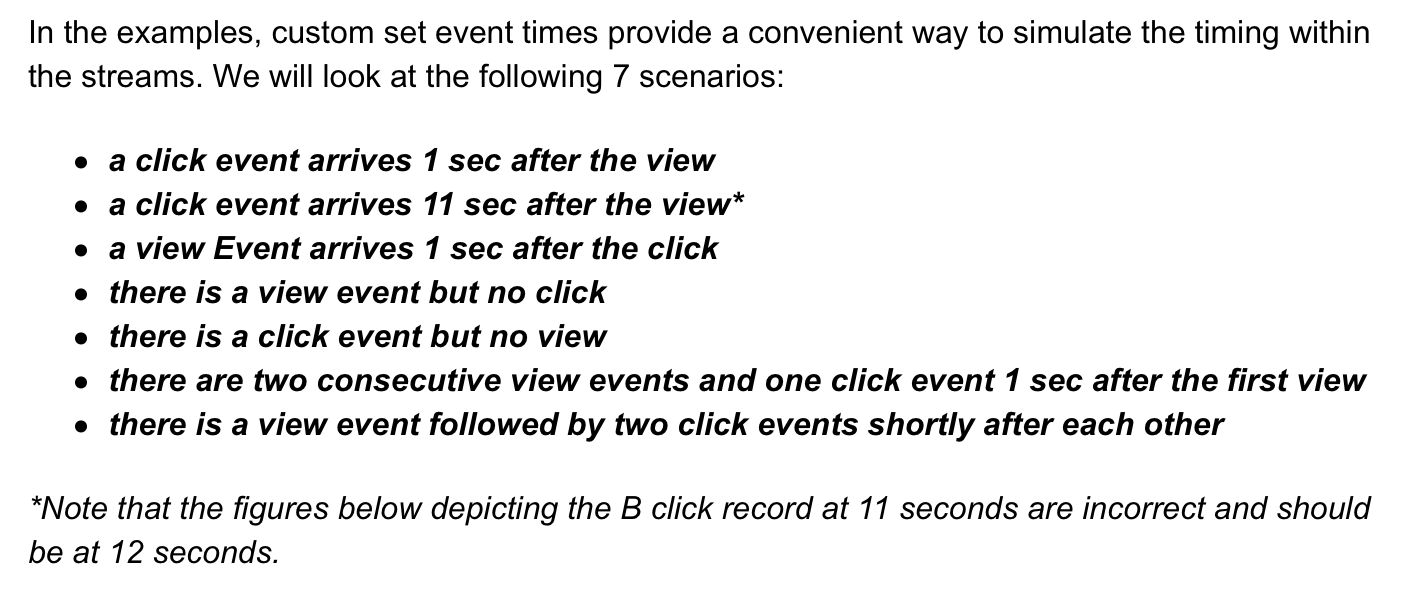 In the examples, custom set event times provide a convenient way to simulate the timing within
the streams. We will look at the following 7 scenarios:
• a click event arrives 1 sec after the view
• a click event arrives 11 sec after the view*
• a view Event arrives 1 sec after the click
• there is a view event but no click
• there is a click event but no view
• there are two consecutive view events and one click event 1 sec after the first view
• there is a view event followed by two click events shortly after each other
*Note that the figures below depicting the B click record at 11 seconds are incorrect and should
be at 12 seconds.